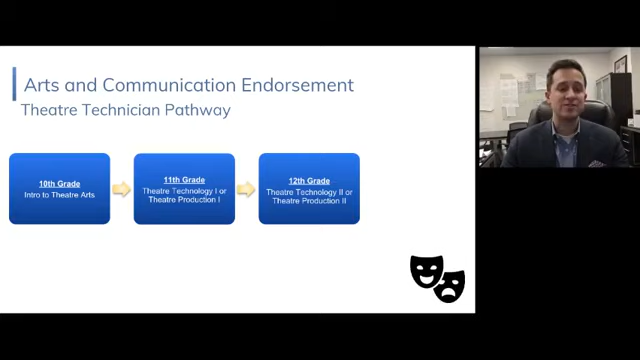 Arts and Communication Endorsement
Theatre Technician Pathway
10th Grade
Intro to Theatre Arts
11th Grade
Theatre Technology I or
Theatre Production I
12th Grade
Theatre Technology II or
Theatre Production II